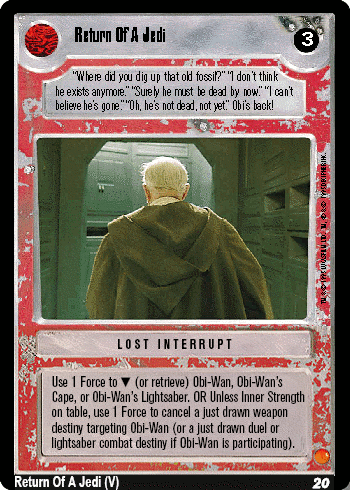 Return Of A Jedi
3
"Where did you dig up that old fossil?" "I don't think
he exists anymore." "Surely he must be dead by now." "I can't
believe he's gone." "Oh, he's not dead, not yet." Obi's back!
LOST INTERRUPT
Use 1 Force to ▼ (or retrieve) Obi-Wan, Obi-Wan's
Cape, or Obi-Wan's Lightsaber. OR Unless Inner Strength
on table, use 1 Force to cancel a just drawn weapon
destiny targeting Obi-Wan (or a just drawn duel or
lightsaber combat destiny if Obi-Wan is participating).
Return Of A Jedi (V)
20